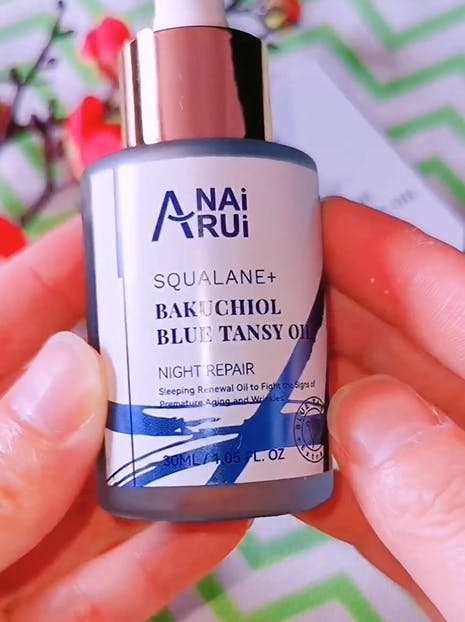 ANAi
RUi
SQUALANE+
BAKUCHIOL
BLUE TANSY OIL
NIGHT REPAIR
Sleeping Renewal Oil to Fight the Signs of
Premature Aging and Wrinkles
30ML / 1.05 FL. OZ